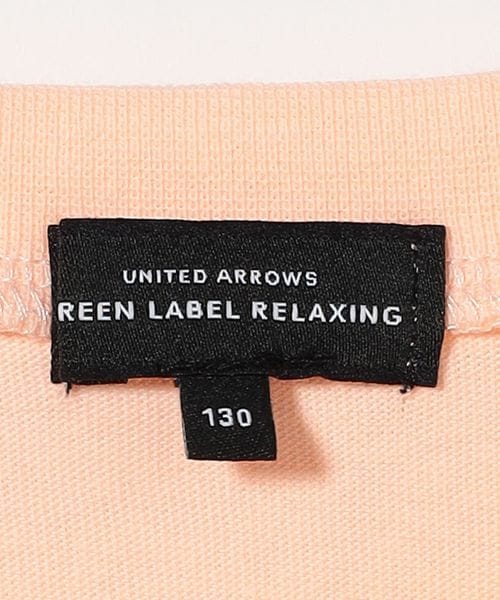 UNITED ARROWS
REEN LABEL RELAXING
130